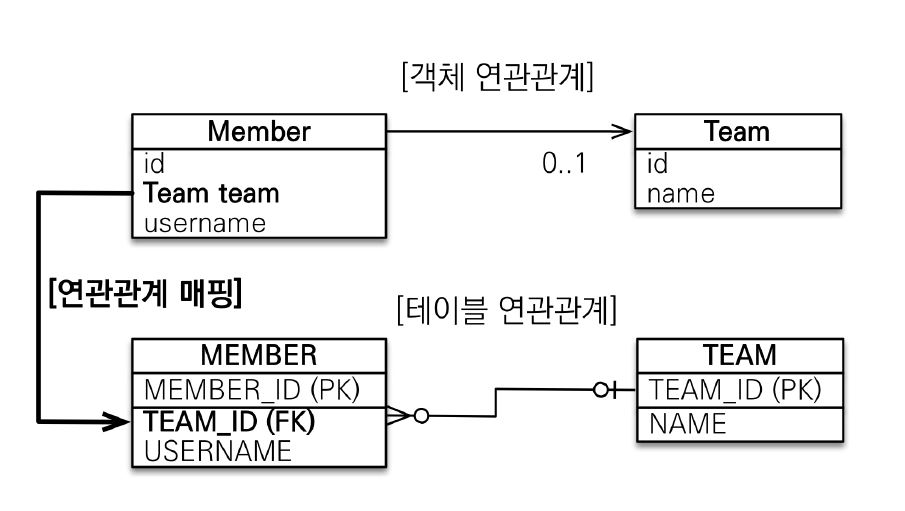 [객체 연관관계]
Member
id
Team team
username
0..1
Team
id
name
[연관관계 매핑]
[테이블 연관관계]
MEMBER
MEMBER_ID (PK)
TEAM_ID (FK)
USERNAME
TEAM
TEAM_ID (PK)
NAME